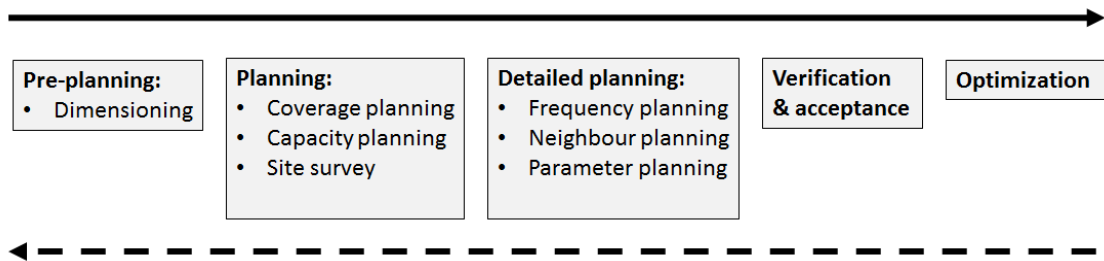 Pre-planning:
• Dimensioning
Planning:
• Coverage planning
• Capacity planning
• Site survey
Detailed planning:
• Frequency planning
• Neighbour planning
• Parameter planning
Verification
& acceptance
Optimization